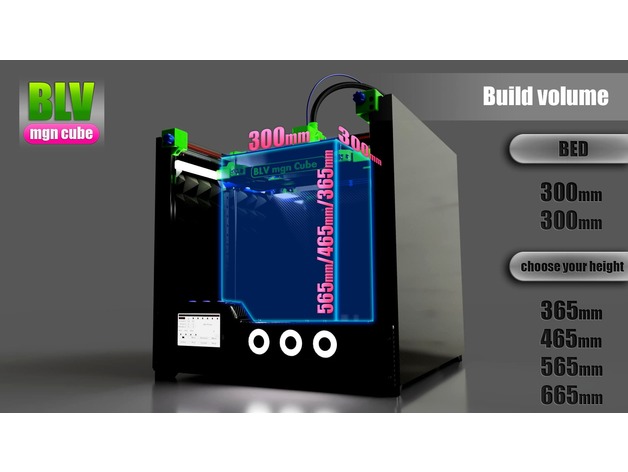 BLV
mgn cube
Build volume
300mm
300mm
BLV mgn Cube
565mm/465mm/365mm
BED
300mm
300mm
choose your height
365mm
465mm
565mm
665mm